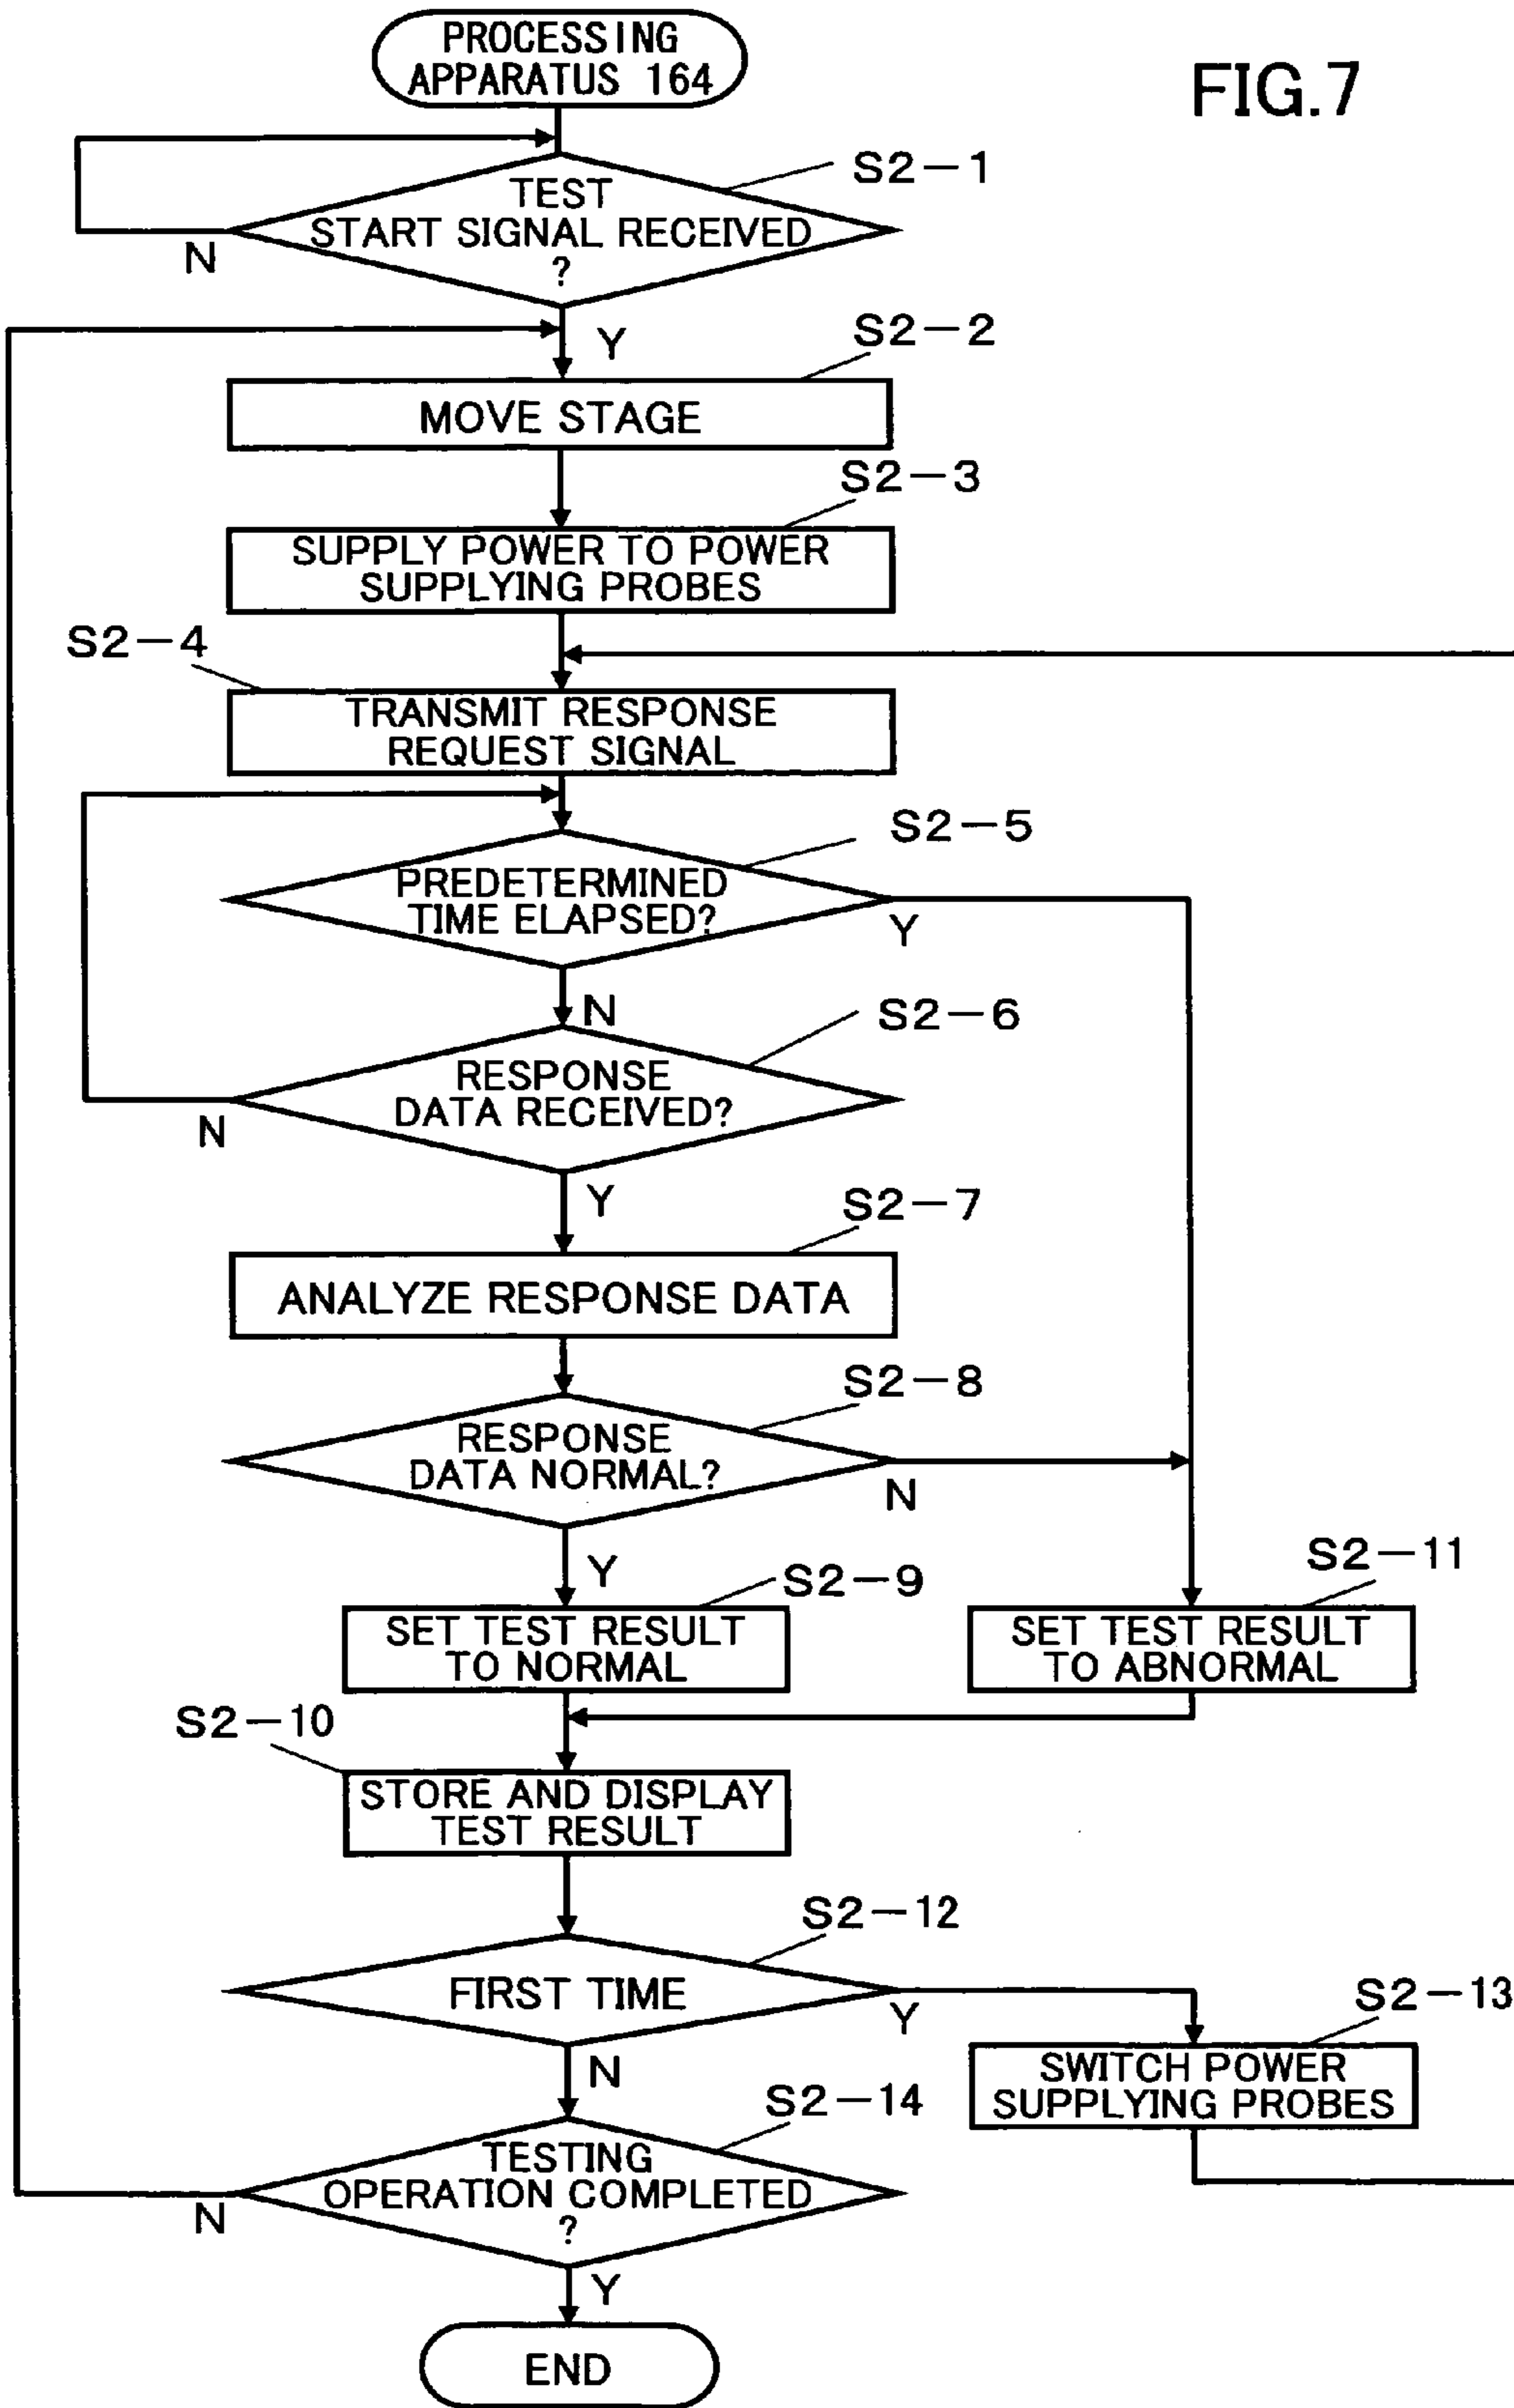 PROCESSING
APPARATUS 164
FIG.7
S2-1
TEST
START SIGNAL RECEIVED
?
N
Y
S2-2
MOVE STAGE
S2-3
SUPPLY POWER TO POWER
SUPPLYING PROBES
S2-4
TRANSMIT RESPONSE
REQUEST SIGNAL
S2-5
PREDETERMINED
TIME ELAPSED?
Y
N
S2-6
RESPONSE
DATA RECEIVED?
N
Y
S2-7
ANALYZE RESPONSE DATA
S2-8
RESPONSE
DATA NORMAL?
N
Y
S2-9
SET TEST RESULT
TO NORMAL
S2-11
SET TEST RESULT
TO ABNORMAL
S2-10
STORE AND DISPLAY
TEST RESULT
S2-12
FIRST TIME
Y
N
S2-13
SWITCH POWER
SUPPLYING PROBES
S2-14
TESTING
OPERATION COMPLETED
?
N
Y
END